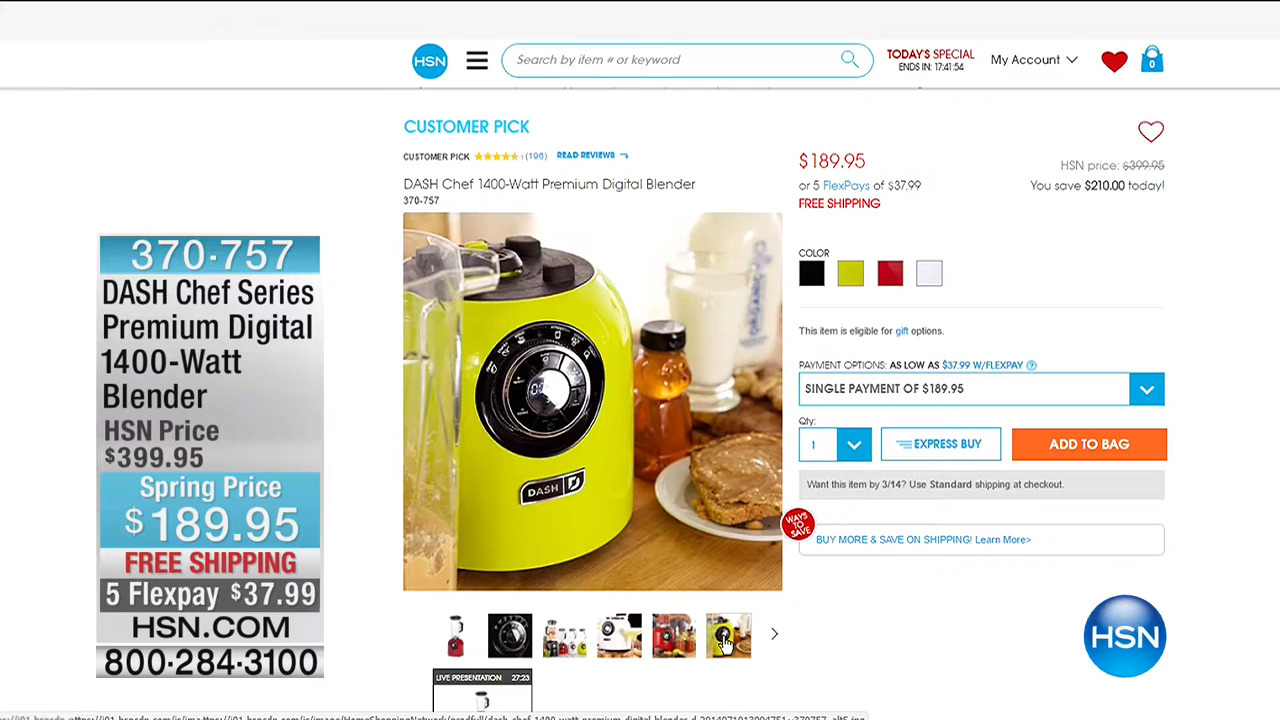 HSN
Search by item # or keyword
TODAY'S SPECIAL
ENDS IN: 17:41:54
My Account
0
CUSTOMER PICK
CUSTOMER PICK (196) READ REVIEWS
DASH Chef 1400-Watt Premium Digital Blender
370-757
$189.95
HSN price: $399.95
or 5 FlexPays of $37.99
You save $210.00 today!
FREE SHIPPING
COLOR
This item is eligible for gift options.
PAYMENT OPTIONS: AS LOW AS $37.99 W/FLEXPAY ?
SINGLE PAYMENT OF $189.95
Qty:
1
EXPRESS BUY
ADD TO BAG
Want this item by 3/14? Use Standard shipping at checkout.
WAYS
TO
SAVE
BUY MORE & SAVE ON SHIPPING! Learn More>
370-757
DASH Chef Series
Premium Digital
1400-Watt
Blender
HSN Price
$399.95
Spring Price
$189.95
FREE SHIPPING
5 Flexpay $37.99
HSN.COM
800-284-3100
ORGANIC
DASH
LIVE PRESENTATION 27:23
HSN